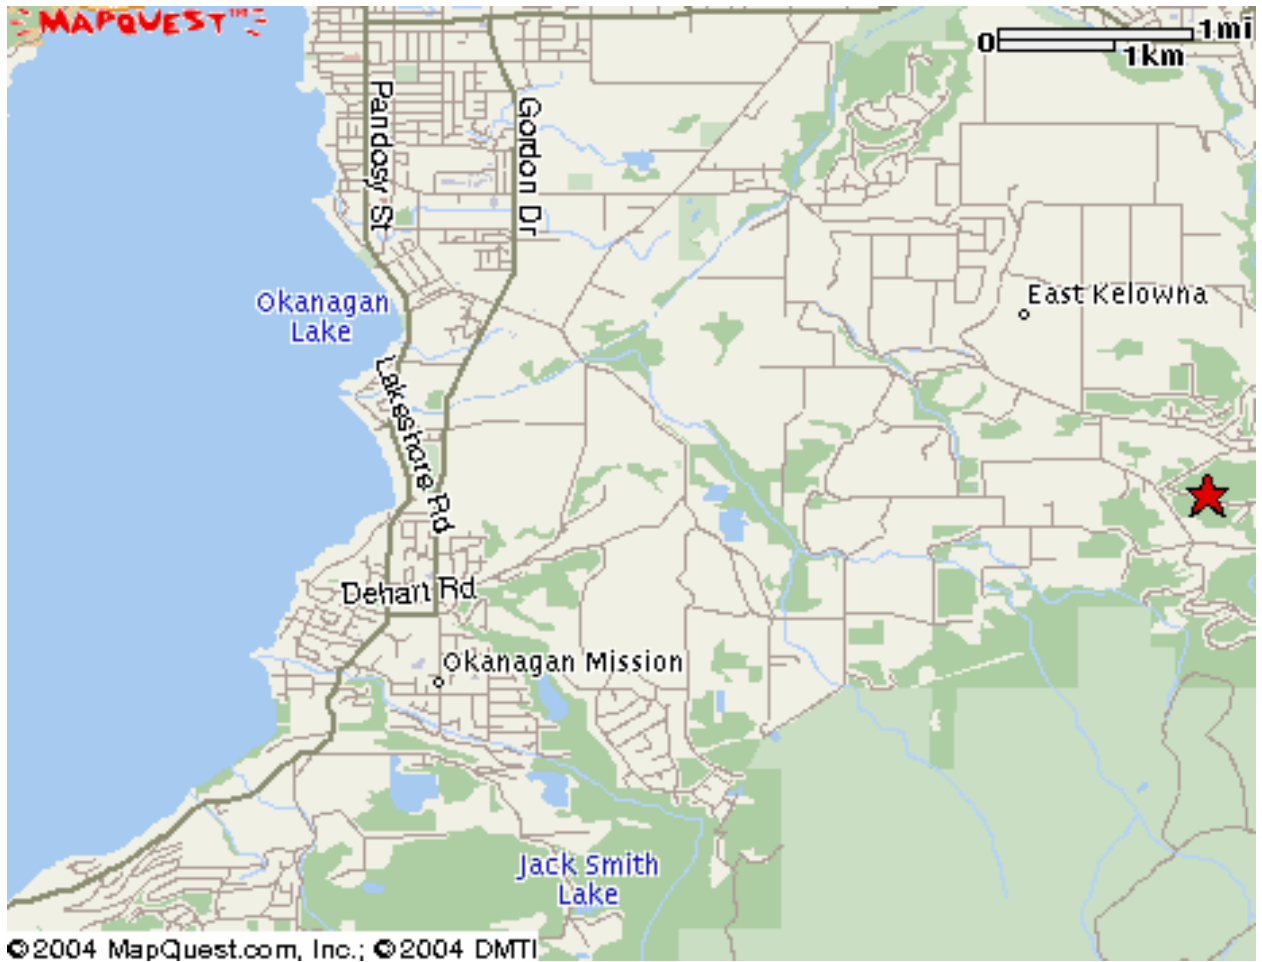 MAPQUEST™
0
1mi
1km
Pandosy St
Gordon Dr
East Kelowna
Okanagan
Lake
Lakeshore Rd
Dehart Rd
Okanagan Mission
Jack Smith
Lake
©2004 MapQuest.com, Inc.; ©2004 DMTI